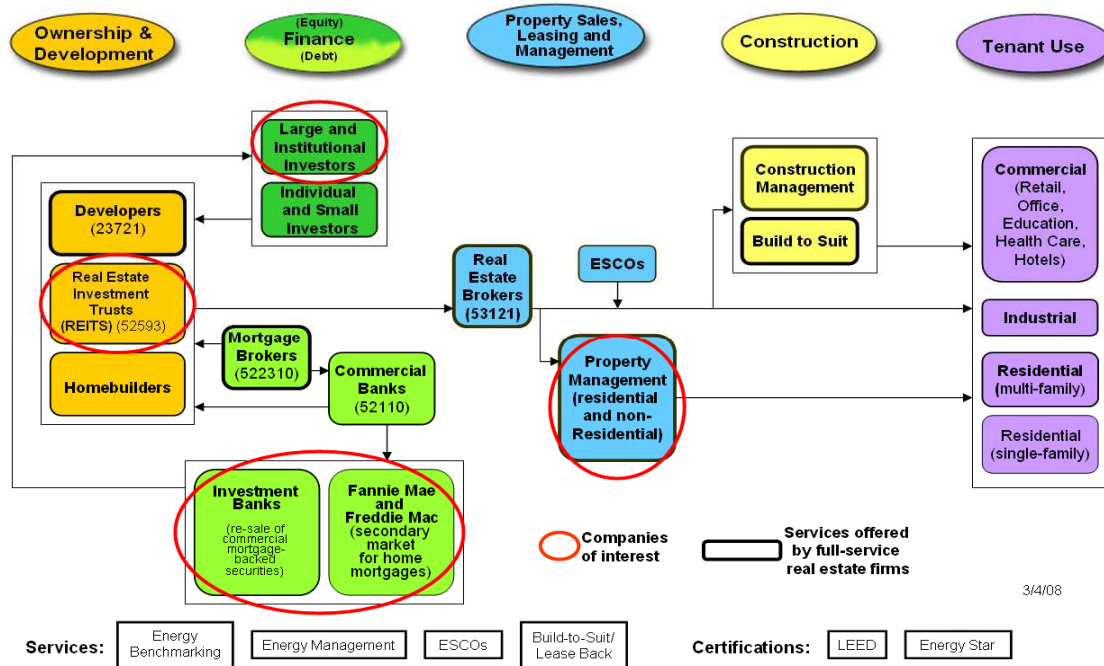 Ownership &
Development
(Equity)
Finance
(Debt)
Property Sales,
Leasing and
Management
Construction
Tenant Use
Large and
Institutional
Investors
Individual
and Small
Investors
Developers
(23721)
Real Estate
Investment
Trusts
(REITS) (52593)
Homebuilders
Mortgage
Brokers
(522310)
Commercial
Banks
(52110)
Investment
Banks
(re-sale of
commercial
mortgage-
backed
securities)
Fannie Mae
and
Freddie Mac
(secondary
market
for home
mortgages)
Real
Estate
Brokers
(53121)
ESCOs
Property
Management
(residential
and non-
Residential)
Construction
Management
Build to Suit
Commercial
(Retail,
Office,
Education,
Health Care,
Hotels)
Industrial
Residential
(multi-family)
Residential
(single-family)
Companies
of interest
Services offered
by full-service
real estate firms
3/4/08
Services:
Energy
Benchmarking
Energy Management
ESCOs
Build-to-Suit/
Lease Back
Certifications:
LEED
Energy Star